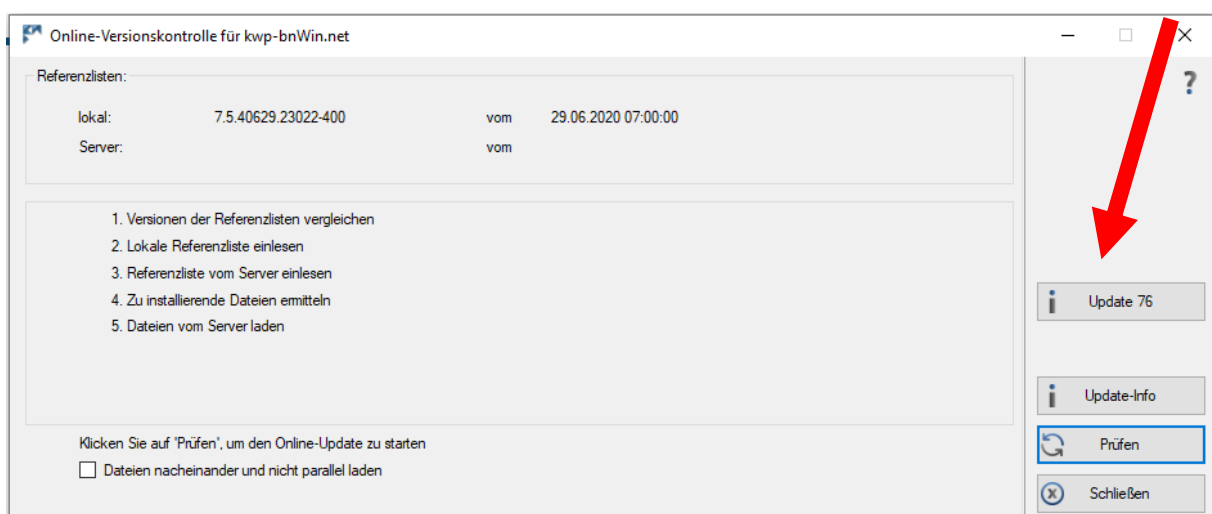 Online-Versionskontrolle für kwp-bnWin.net
Referenzlisten:
lokal: 7.5.40629.23022-400 vom 29.06.2020 07:00:00
Server: vom
1. Versionen der Referenzlisten vergleichen
2. Lokale Referenzliste einlesen
3. Referenzliste vom Server einlesen
4. Zu installierende Dateien ermitteln
5. Dateien vom Server laden
Update 76
Update-Info
Klicken Sie auf 'Prüfen', um den Online-Update zu starten
Prüfen
Dateien nacheinander und nicht parallel laden
Schließen